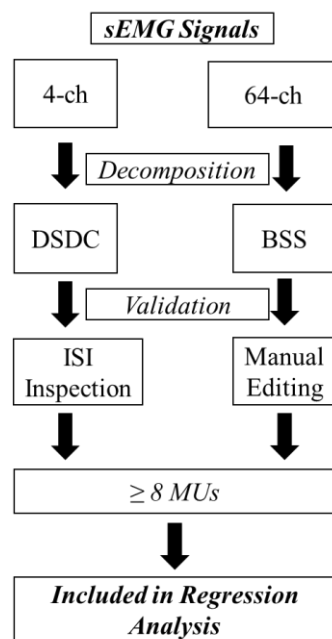 sEMG Signals
4-ch
64-ch
Decomposition
DSDC
BSS
Validation
ISI
Inspection
Manual
Editing
≥ 8 MUs
Included in Regression
Analysis